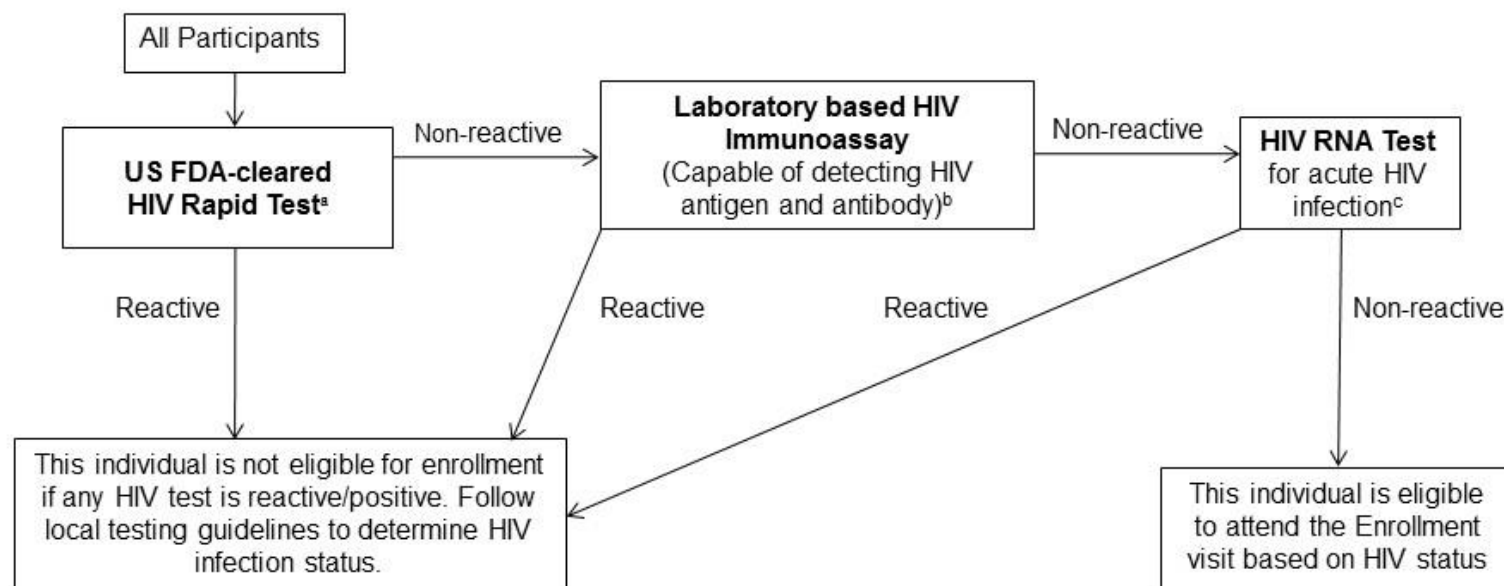 All Participants
US FDA-cleared
HIV Rapid Testᵃ
Non-reactive
Laboratory based HIV
Immunoassay
(Capable of detecting HIV
antigen and antibody)ᵇ
Non-reactive
HIV RNA Test
for acute HIV
infectionᶜ
Reactive
Reactive
Reactive
Non-reactive
This individual is not eligible for enrollment
if any HIV test is reactive/positive. Follow
local testing guidelines to determine HIV
infection status.
This individual is eligible
to attend the Enrollment
visit based on HIV status